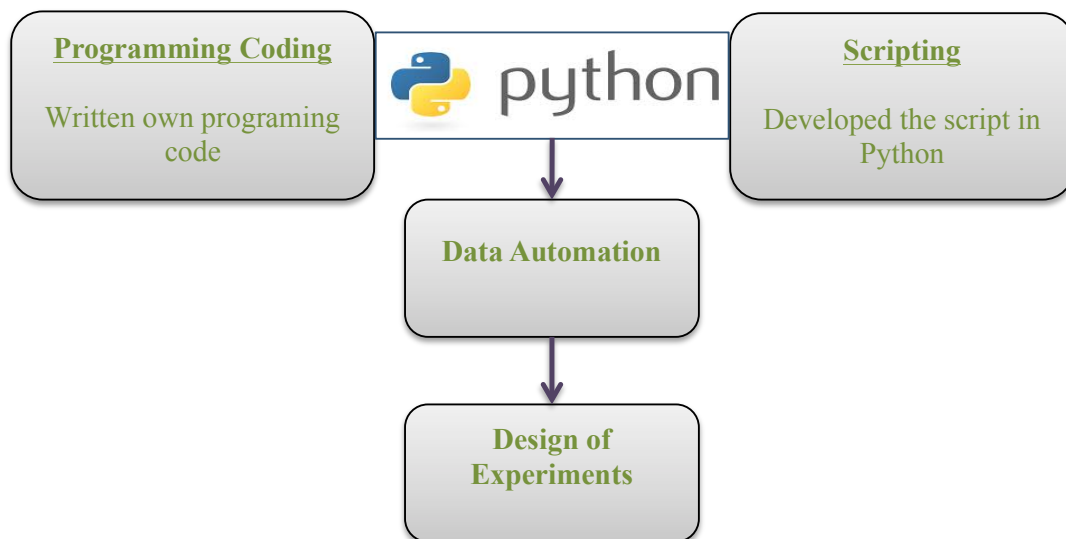 Programming Coding
Written own programing
code
python
Scripting
Developed the script in
Python
Data Automation
Design of
Experiments